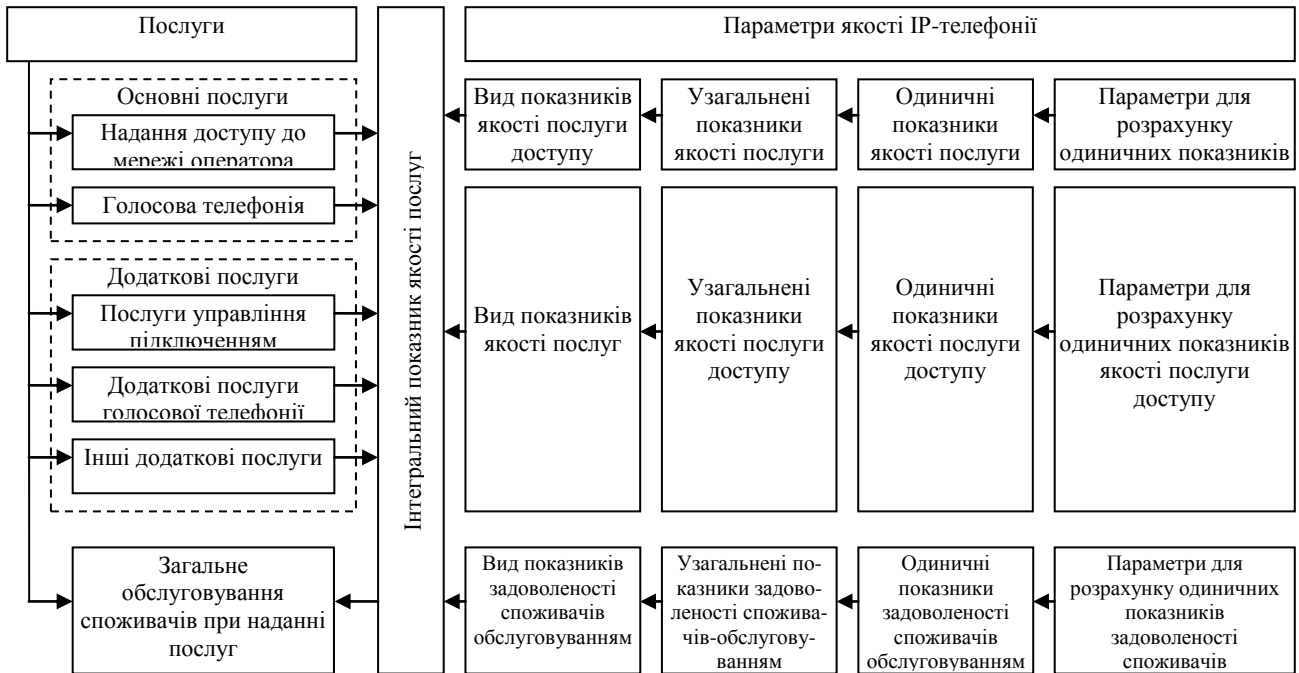 Послуги
Параметри якості IP-телефонії
Інтегральний показник якості послуг
Основні послуги
Надання доступу до
мережі оператора
Голосова телефонія
Вид показників
якості послуги
доступу
Узагальнені
показники
якості послуги
Одиничні
показники
якості послуги
Параметри для
розрахунку
одиничних показників
Додаткові послуги
Послуги управління
підключенням
Додаткові послуги
голосової телефонії
Інші додаткові послуги
Вид показників
якості послуг
Узагальнені
показники
якості послуги
доступу
Одиничні
показники
якості послуги
доступу
Параметри для
розрахунку
одиничних показників
якості послуги
доступу
Загальне
обслуговування
споживачів при наданні
послуг
Вид показників
задоволеності
споживачів
обслуговуванням
Узагальнені по-
казники задово-
леності спожива-
чів-обслугову-
ванням
Одиничні
показники
задоволеності
споживачів
обслуговуванням
Параметри для
розрахунку одиничних
показників
задоволеності
споживачів